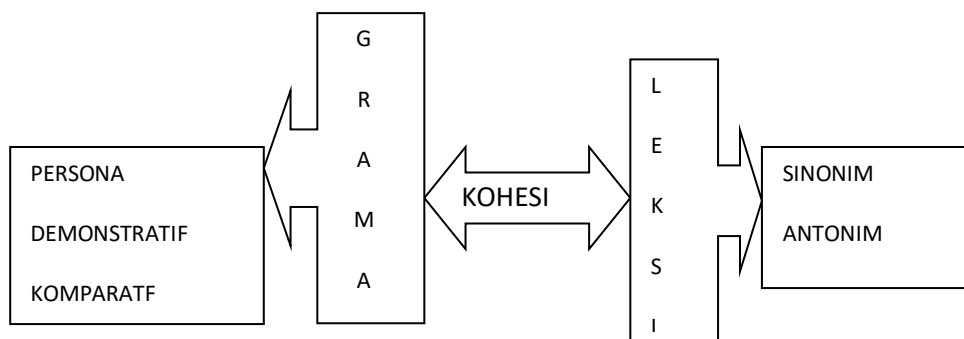 PERSONA
DEMONSTRATIF
KOMPARATF
G
R
A
M
A
KOHESI
L
E
K
S
I
SINONIM
ANTONIM